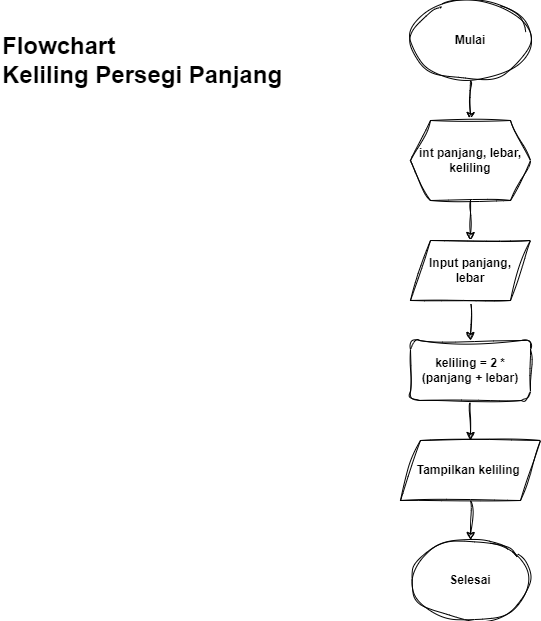 Flowchart
Keliling Persegi Panjang
Mulai
int panjang, lebar,
keliling
Input panjang,
lebar
keliling = 2 *
(panjang + lebar)
Tampilkan keliling
Selesai